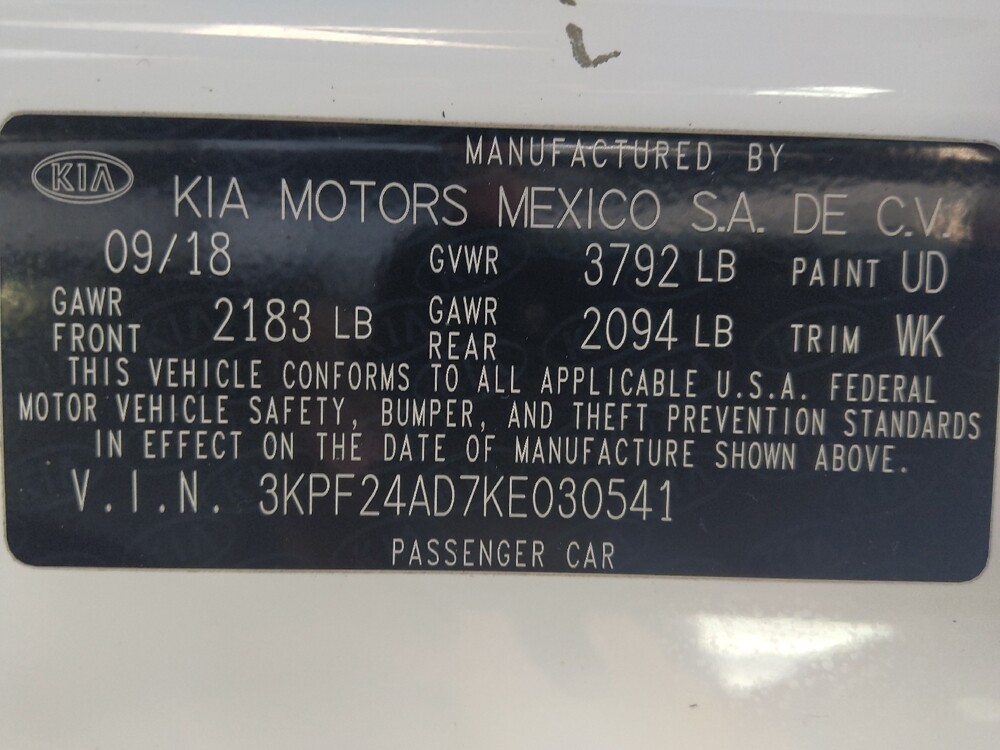 MANUFACTURED BY
KIA
KIA MOTORS MEXICO S.A. DE C.V.
09/18 GVWR 3792 LB PAINT UD
GAWR FRONT 2183 LB GAWR REAR 2094 LB TRIM WK
THIS VEHICLE CONFORMS TO ALL APPLICABLE U.S.A. FEDERAL
MOTOR VEHICLE SAFETY, BUMPER, AND THEFT PREVENTION STANDARDS
IN EFFECT ON THE DATE OF MANUFACTURE SHOWN ABOVE.
V.I.N. 3KPF24AD7KE030541
PASSENGER CAR